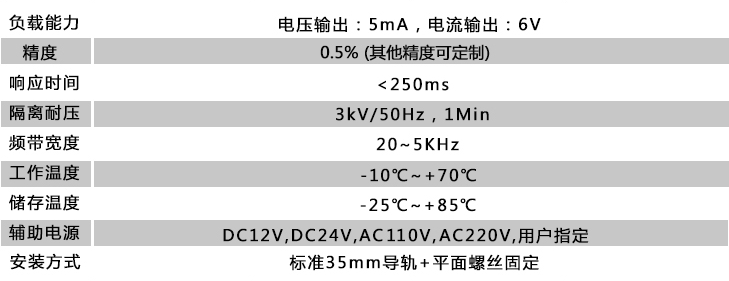 负载能力 电压输出：5mA，电流输出：6V
精度 0.5% (其他精度可定制)
响应时间 <250ms
隔离耐压 3kV/50Hz，1Min
频带宽度 20~5KHz
工作温度 -10℃~+70℃
储存温度 -25℃~+85℃
辅助电源 DC12V,DC24V,AC110V,AC220V,用户指定
安装方式 标准35mm导轨+平面螺丝固定